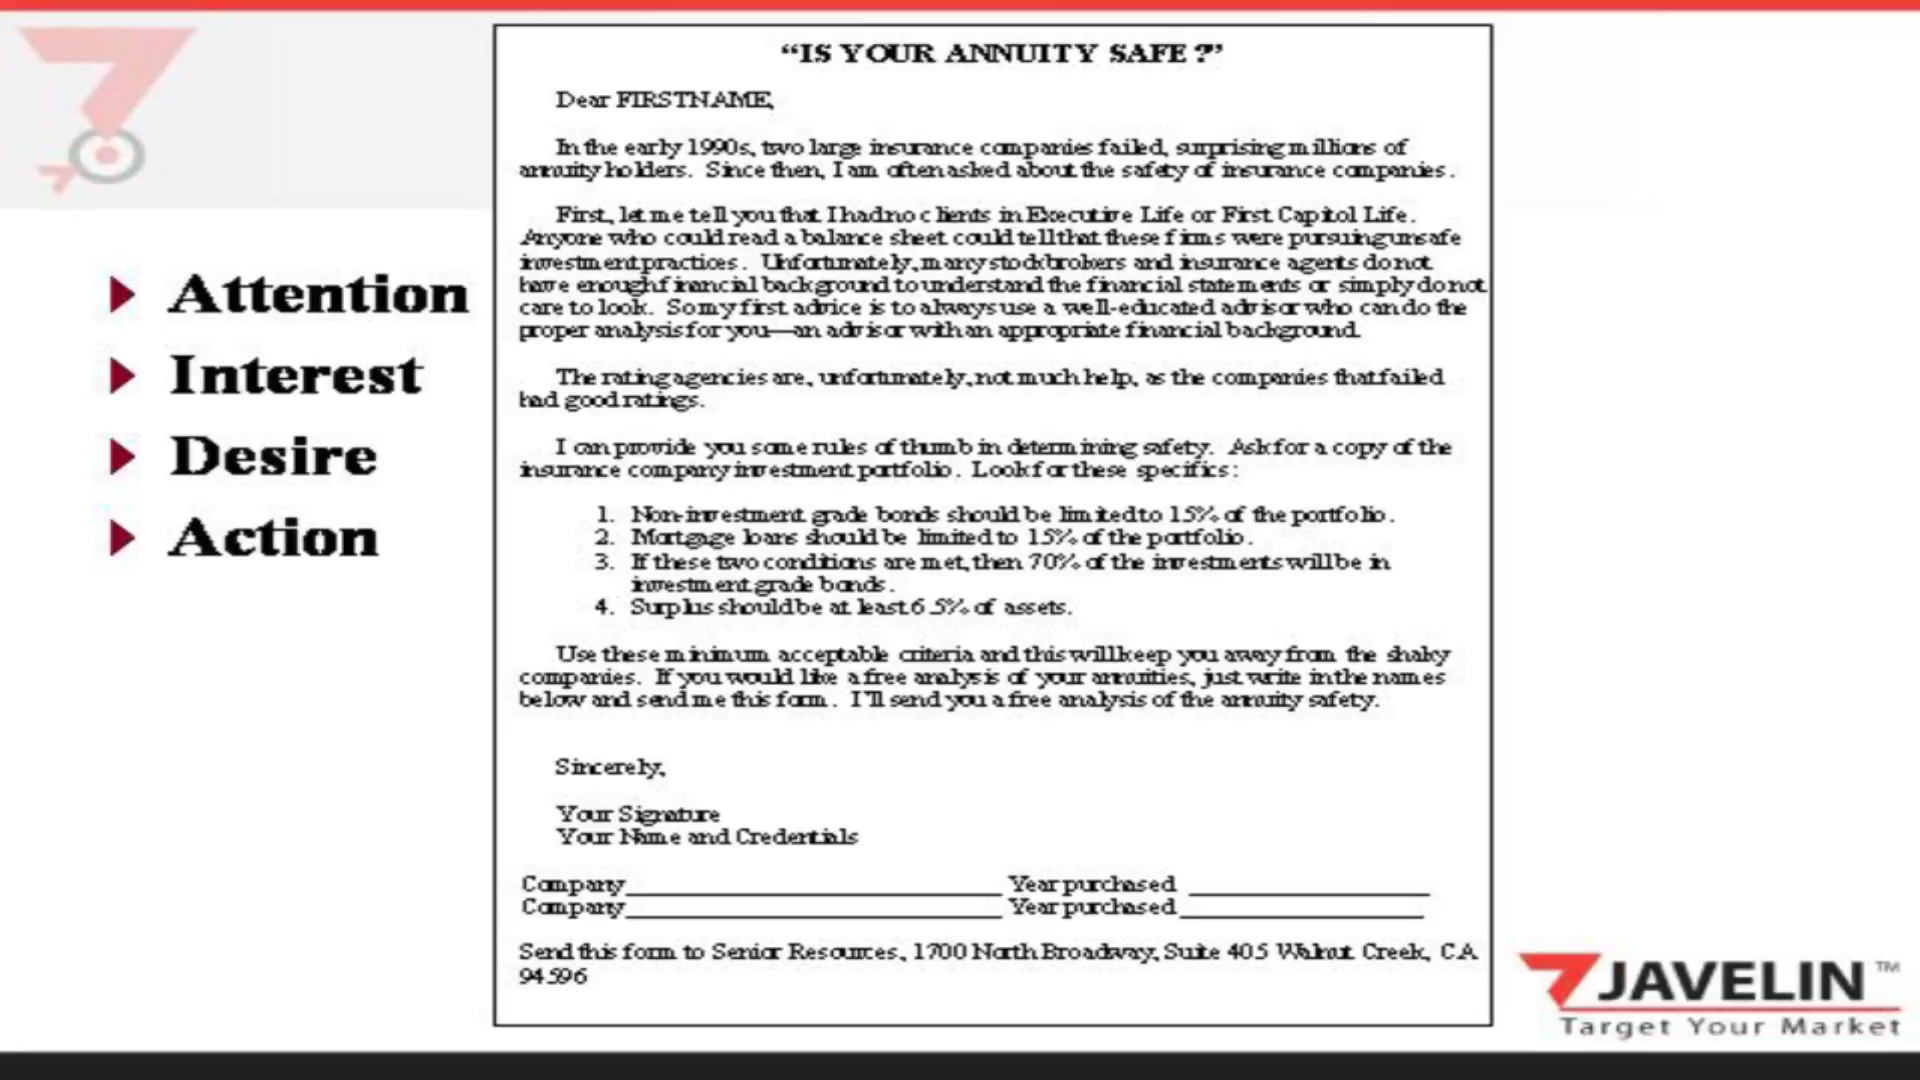 Attention
Interest
Desire
Action
“IS YOUR ANNUITY SAFE?”
Dear FIRSTNAME,
In the early 1990s, two large insurance companies failed, surprising millions of
annuity holders. Since then, I am often asked about the safety of insurance companies.
First, let me tell you that I had no clients in Executive Life or First Capitol Life.
Anyone who could read a balance sheet could tell that these firms were pursuing unsafe
investment practices. Unfortunately, many stockbrokers and insurance agents do not
have enough financial background to understand the financial statements or simply do not
care to look. So my first advice is to always use a well-educated advisor who can do the
proper analysis for you—an advisor with an appropriate financial background.
The rating agencies are, unfortunately, not much help, as the companies that failed
had good ratings.
I can provide you some rules of thumb in determining safety. Ask for a copy of the
insurance company investment portfolio. Look for these specifics:
1. Non-investment grade bonds should be limited to 15% of the portfolio.
2. Mortgage loans should be limited to 15% of the portfolio.
3. If these two conditions are met, then 70% of the investments will be in
investment grade bonds.
4. Surplus should be at least 6.5% of assets.
Use these minimum acceptable criteria and this will keep you away from the shaky
companies. If you would like a free analysis of your annuities, just write in the names
below and send me this form. I'll send you a free analysis of the annuity safety.
Sincerely,
Your Signature
Your Name and Credentials
Company______________________________ Year purchased ____________________
Company______________________________ Year purchased____________________
Send this form to Senior Resources, 1700 North Broadway, Suite 405 Walnut Creek, CA
94596
JAVELIN™
Target Your Market